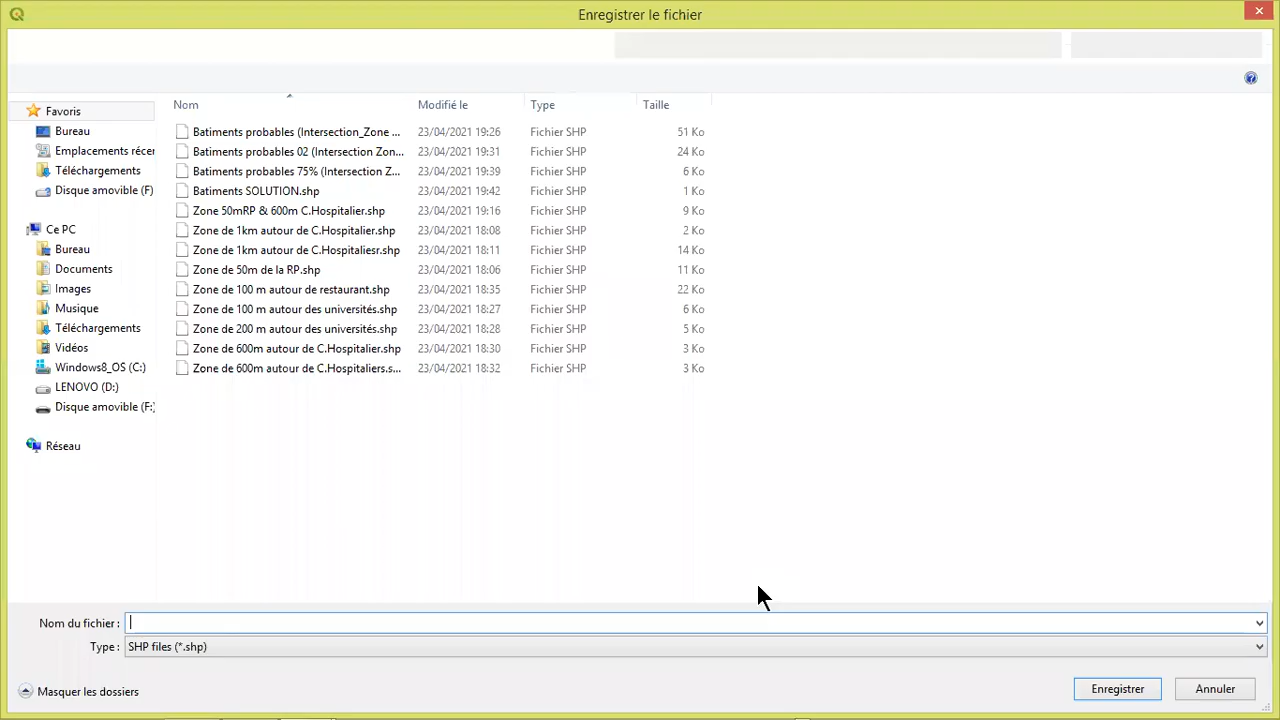 Enregistrer le fichier
Favoris
Bureau
Emplacements récer
Téléchargements
Disque amovible (F)
Ce PC
Bureau
Documents
Images
Musique
Téléchargements
Vidéos
Windows8_OS (C:)
LENOVO (D:)
Disque amovible (F:)
Réseau
Nom Modifié le Type Taille
Batiments probables (Intersection_Zone ... 23/04/2021 19:26 Fichier SHP 51 Ko
Batiments probables 02 (Intersection Zon... 23/04/2021 19:31 Fichier SHP 24 Ko
Batiments probables 75% (Intersection Z... 23/04/2021 19:39 Fichier SHP 6 Ko
Batiments SOLUTION.shp 23/04/2021 19:42 Fichier SHP 1 Ko
Zone 50mRP & 600m C.Hospitalier.shp 23/04/2021 19:16 Fichier SHP 9 Ko
Zone de 1km autour de C.Hospitalier.shp 23/04/2021 18:08 Fichier SHP 2 Ko
Zone de 1km autour de C.Hospitaliesr.shp 23/04/2021 18:11 Fichier SHP 14 Ko
Zone de 50m de la RP.shp 23/04/2021 18:06 Fichier SHP 11 Ko
Zone de 100 m autour de restaurant.shp 23/04/2021 18:35 Fichier SHP 22 Ko
Zone de 100 m autour des universités.shp 23/04/2021 18:27 Fichier SHP 6 Ko
Zone de 200 m autour des universités.shp 23/04/2021 18:28 Fichier SHP 5 Ko
Zone de 600m autour de C.Hospitalier.shp 23/04/2021 18:30 Fichier SHP 3 Ko
Zone de 600m autour de C.Hospitaliers.s... 23/04/2021 18:32 Fichier SHP 3 Ko
Nom du fichier :
Type : SHP files (*.shp)
Masquer les dossiers
Enregistrer
Annuler